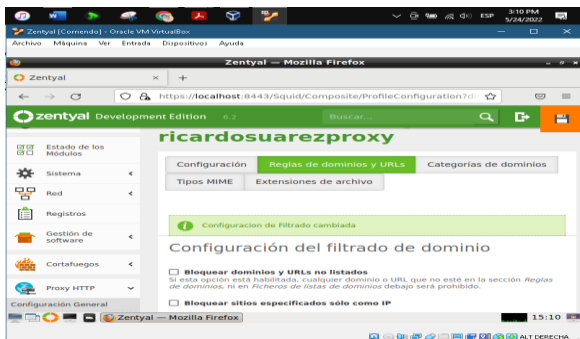 3:10 PM
ESP
5/24/2022
Zentyal [Corriendo] - Oracle VM VirtualBox
Archivo Máquina Ver Entrada Dispositivos Ayuda
Zentyal — Mozilla Firefox
Zentyal
https://localhost:8443/Squid/Composite/ProfileConfiguration?di
zentyal Development Edition 6.2
Buscar...
Estado de los Módulos
Sistema
Red
Registros
Gestión de software
Cortafuegos
Proxy HTTP
Configuración General
ricardosuarezproxy
Configuración Reglas de dominios y URLs Categorías de dominios
Tipos MIME Extensiones de archivo
Configuracion de Filtrado cambiada
Configuración del filtrado de dominio
Bloquear dominios y URLs no listados
Si esta opción está habilitada, cualquier dominio o URL que no esté en la sección Reglas
de dominios, ni en Ficheros de listas de dominios debajo será prohibido.
Bloquear sitios especificados sólo como IP
Zentyal — Mozilla Firefox
15:10
ALT DERECHA